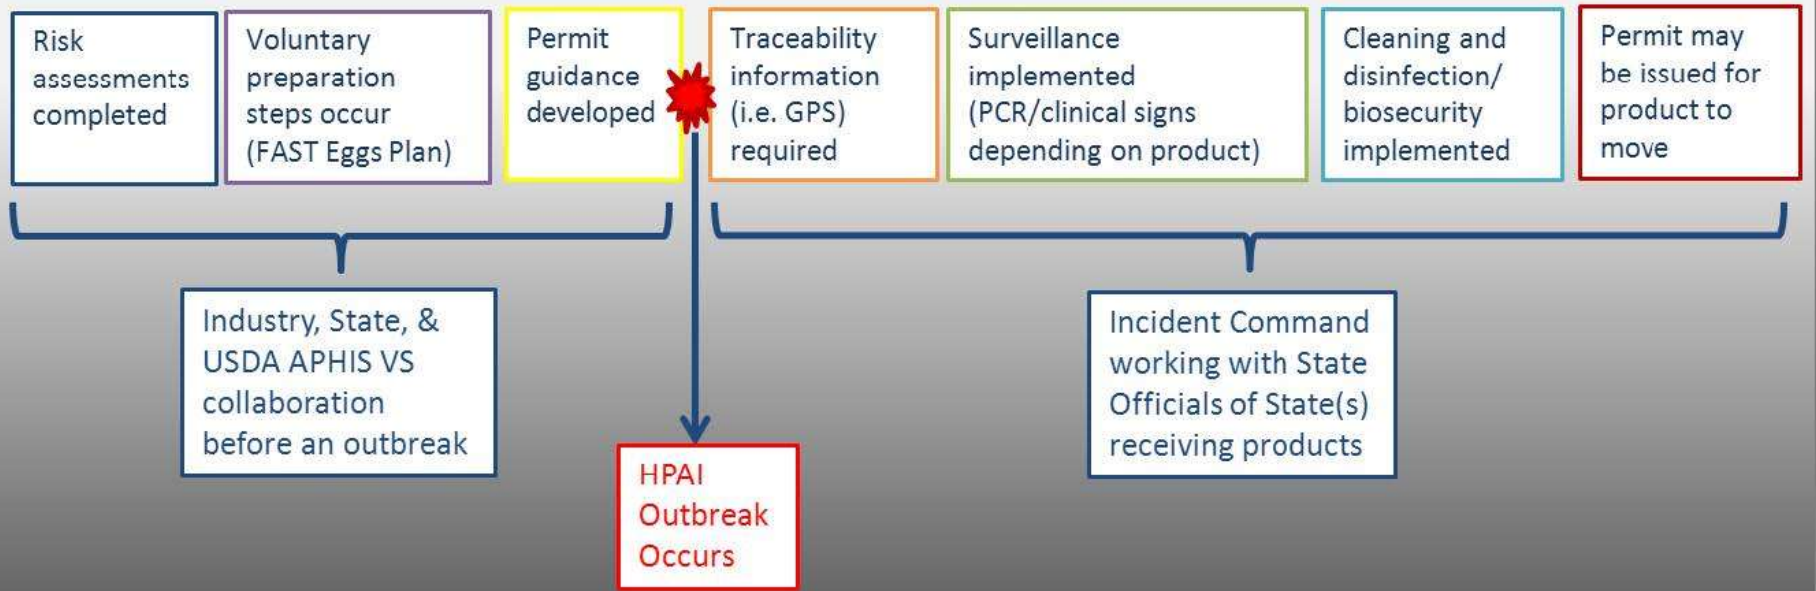 Risk
assessments
completed
Voluntary
preparation
steps occur
(FAST Eggs Plan)
Permit
guidance
developed
Traceability
information
(i.e. GPS)
required
Surveillance
implemented
(PCR/clinical signs
depending on product)
Cleaning and
disinfection/
biosecurity
implemented
Permit may
be issued for
product to
move
Industry, State, &
USDA APHIS VS
collaboration
before an outbreak
HPAI
Outbreak
Occurs
Incident Command
working with State
Officials of State(s)
receiving products